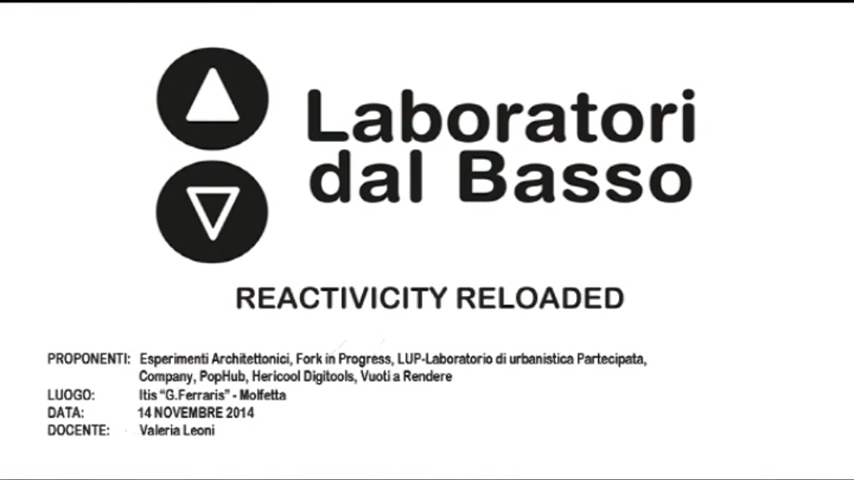 Laboratori
dal Basso
REACTIVICITY RELOADED
PROPONENTI: Esperimenti Architettonici, Fork in Progress, LUP-Laboratorio di urbanistica Partecipata,
Company, PopHub, Hericool Digitools, Vuoti a Rendere
LUOGO: Itis “G.Ferraris” - Molfetta
DATA: 14 NOVEMBRE 2014
DOCENTE: Valeria Leoni